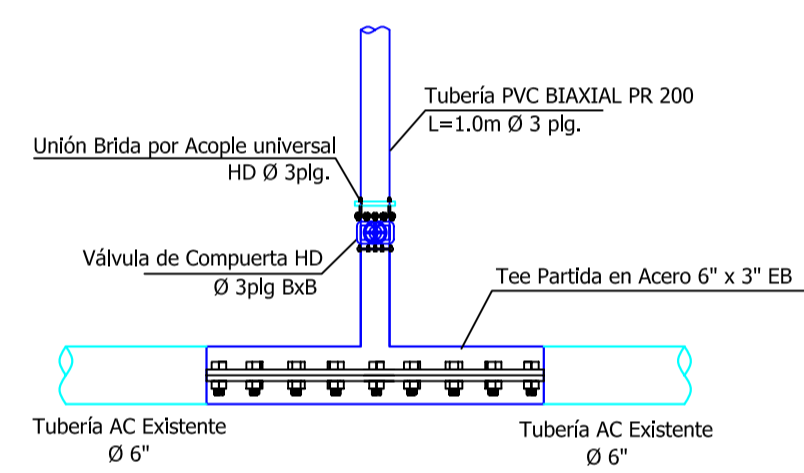 Tubería PVC BIAXIAL PR 200
L=1.0m Ø 3 plg.
Unión Brida por Acople universal
HD Ø 3plg.
Válvula de Compuerta HD
Ø 3plg BxB
Tee Partida en Acero 6" x 3" EB
Tubería AC Existente
Ø 6"
Tubería AC Existente
Ø 6"